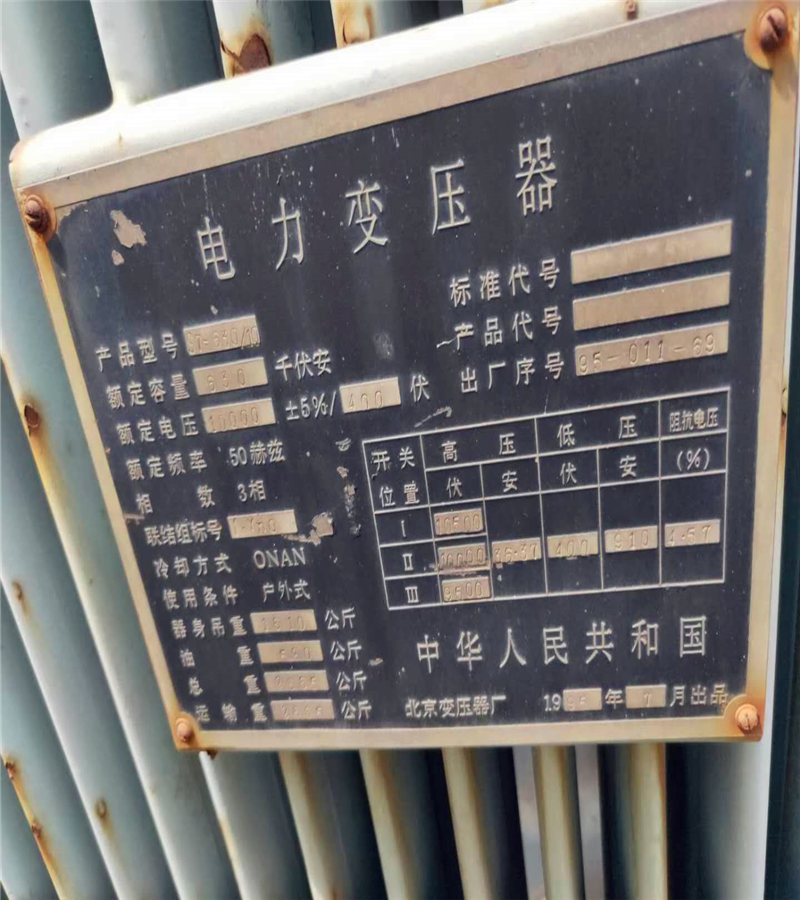 电力变压器
标准代号
产品代号
出厂序号 95-011-69
产品型号 -630/10
额定容量 630 千伏安
额定电压 10000 ±5%/ 400 伏
额定频率 50赫兹
相数 3相
联结组标号
冷却方式 ONAN
使用条件 户外式
器身吊重 公斤
油重 公斤
总重 公斤
运输重 公斤
开关位置 高压 低压 阻抗电压
伏 安 伏 安 (%)
I 10500
II 10000 36·37 400 910 4·57
III 9500
中华人民共和国
北京变压器厂 1995年7月出品